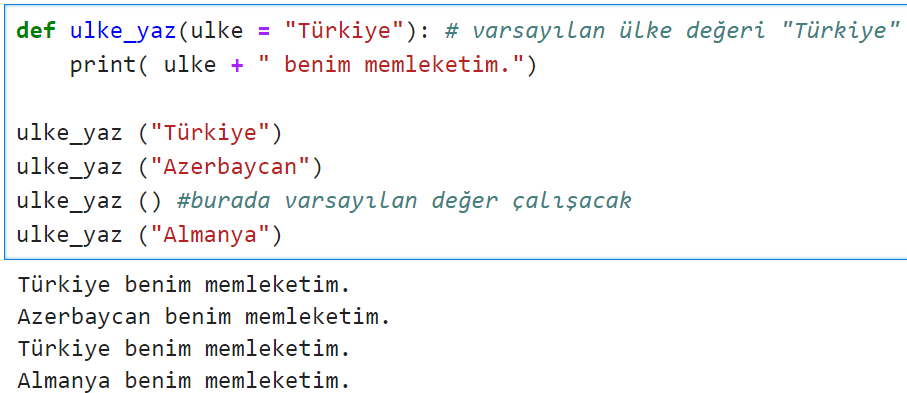 def ulke_yaz(ulke = "Türkiye"): # varsayılan ülke değeri "Türkiye"
    print( ulke + " benim memleketim.")
ulke_yaz ("Türkiye")
ulke_yaz ("Azerbaycan")
ulke_yaz () #burada varsayılan değer çalışacak
ulke_yaz ("Almanya")
Türkiye benim memleketim.
Azerbaycan benim memleketim.
Türkiye benim memleketim.
Almanya benim memleketim.